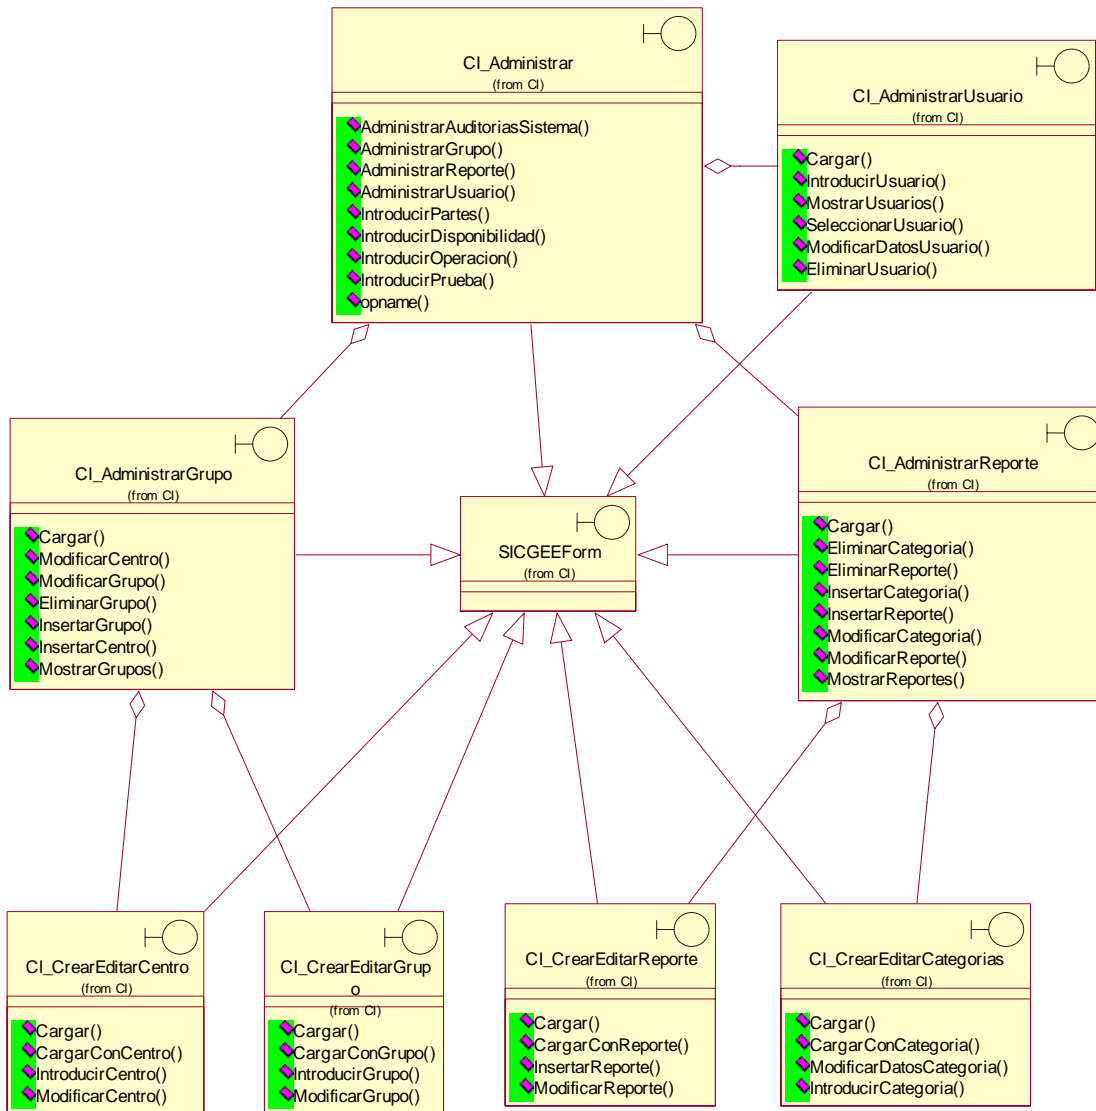 CI_Administrar
(from CI)
AdministrarAuditoriasSistema()
AdministrarGrupo()
AdministrarReporte()
AdministrarUsuario()
IntroducirPartes()
IntroducirDisponibilidad()
IntroducirOperacion()
IntroducirPrueba()
opname()
CI_AdministrarUsuario
(from CI)
Cargar()
IntroducirUsuario()
MostrarUsuarios()
SeleccionarUsuario()
ModificarDatosUsuario()
EliminarUsuario()
CI_AdministrarGrupo
(from CI)
Cargar()
ModificarCentro()
ModificarGrupo()
EliminarGrupo()
InsertarGrupo()
InsertarCentro()
MostrarGrupos()
SICGEEForm
(from CI)
CI_AdministrarReporte
(from CI)
Cargar()
EliminarCategoria()
EliminarReporte()
InsertarCategoria()
InsertarReporte()
ModificarCategoria()
ModificarReporte()
MostrarReportes()
CI_CrearEditarCentro
(from CI)
Cargar()
CargarConCentro()
IntroducirCentro()
ModificarCentro()
CI_CrearEditarGrup
o
(from CI)
Cargar()
CargarConGrupo()
IntroducirGrupo()
ModificarGrupo()
CI_CrearEditarReporte
(from CI)
Cargar()
CargarConReporte()
InsertarReporte()
ModificarReporte()
CI_CrearEditarCategorias
(from CI)
Cargar()
CargarConCategoria()
ModificarDatosCategoria()
IntroducirCategoria()